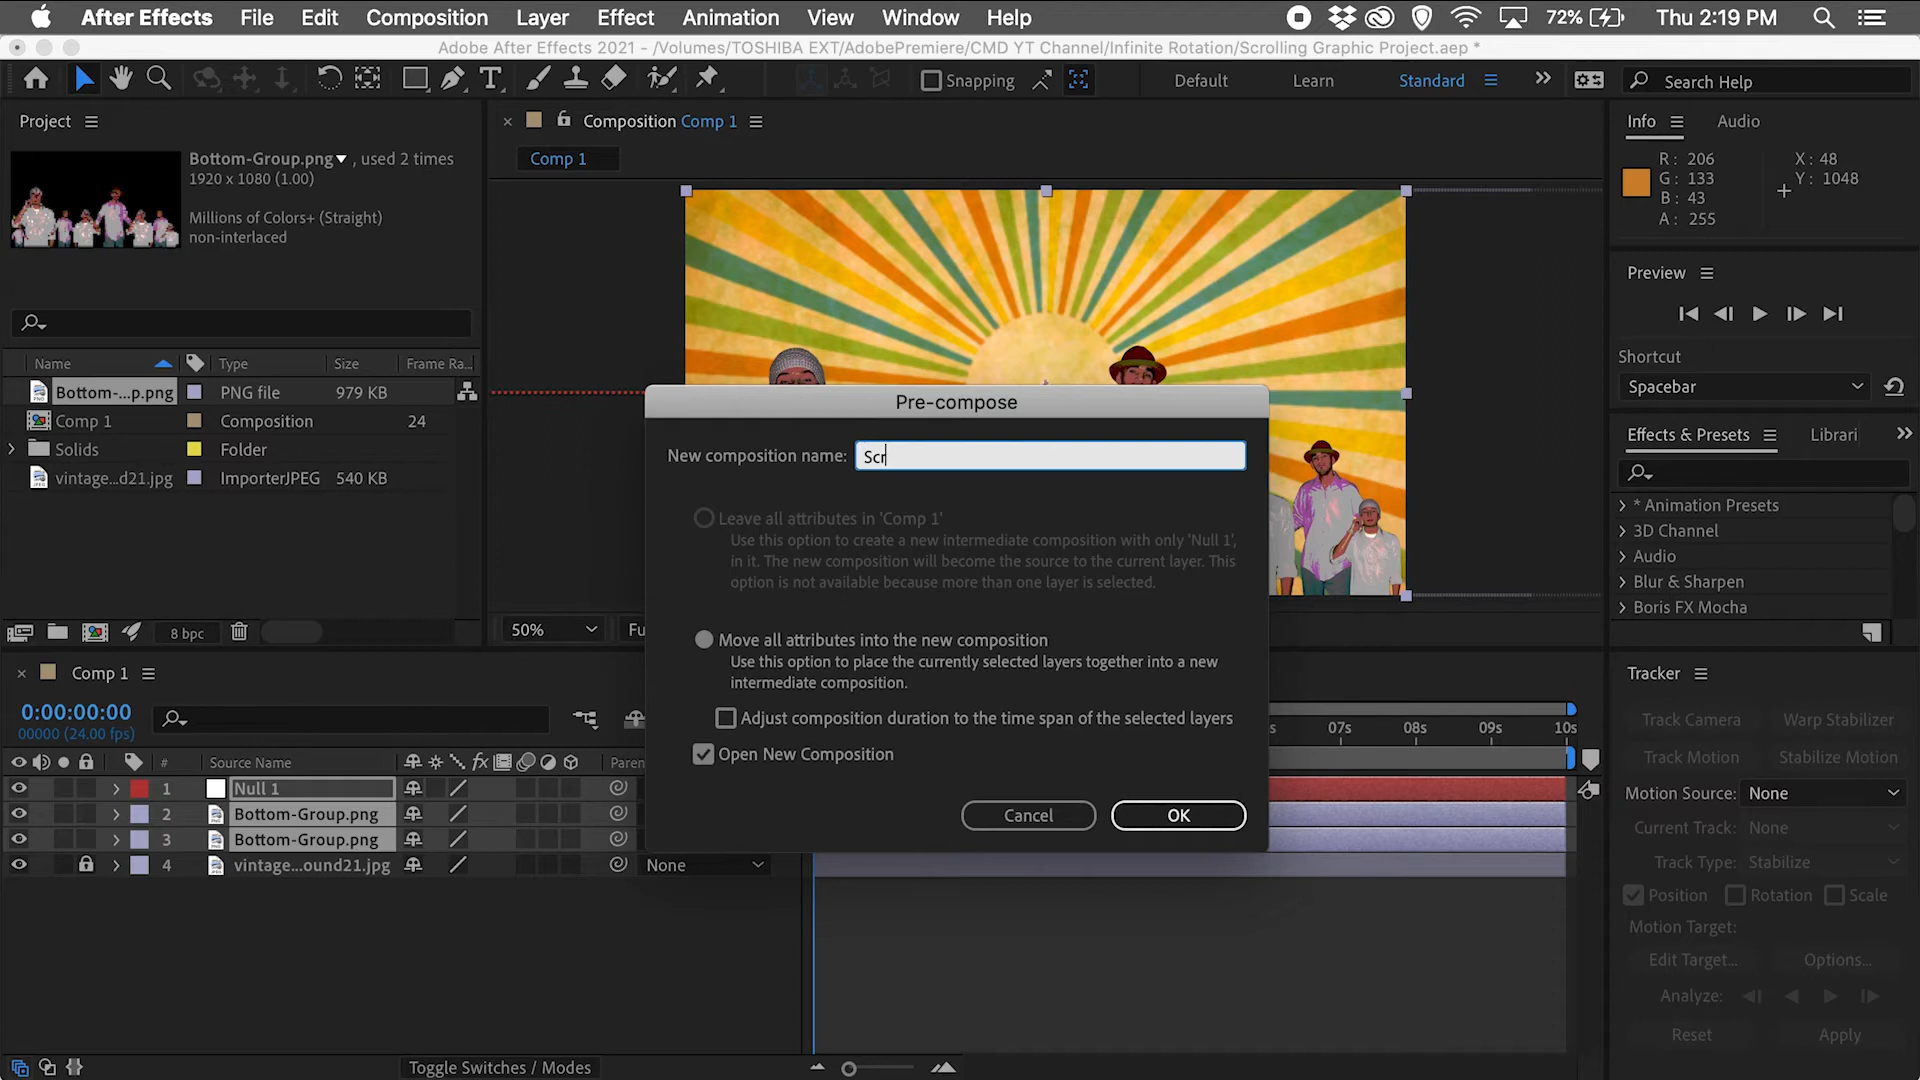 After Effects File Edit Composition Layer Effect Animation View Window Help 72% Thu 2:19 PM
Adobe After Effects 2021 - /Volumes/TOSHIBA EXT/AdobePremiere/CMD YT Channel/Infinite Rotation/Scrolling Graphic Project.aep *
Snapping Default Learn Standard Search Help
Project
Bottom-Group.png , used 2 times
1920 x 1080 (1.00)
Millions of Colors+ (Straight)
non-interlaced
Name Type Size Frame Ra...
Bottom-...p.png PNG file 979 KB
Comp 1 Composition 24
Solids Folder
vintage...d21.jpg ImporterJPEG 540 KB
8 bpc
Composition Comp 1
Comp 1
50% Fu
Pre-compose
New composition name: Scr
Leave all attributes in 'Comp 1'
Use this option to create a new intermediate composition with only 'Null 1',
in it. The new composition will become the source to the current layer. This
option is not available because more than one layer is selected.
Move all attributes into the new composition
Use this option to place the currently selected layers together into a new
intermediate composition.
Adjust composition duration to the time span of the selected layers
Open New Composition
Cancel OK
Info Audio
R: 206 X: 48
G: 133 Y: 1048
B: 43
A: 255
Preview
Shortcut
Spacebar
Effects & Presets Librari
* Animation Presets
3D Channel
Audio
Blur & Sharpen
Boris FX Mocha
Comp 1
0:00:00:00
00000 (24.00 fps)
# Source Name fx Paren
1 Null 1
2 Bottom-Group.png
3 Bottom-Group.png
4 vintage...ound21.jpg None
s 07s 08s 09s 10s
Toggle Switches / Modes
Tracker
Track Camera Warp Stabilizer
Track Motion Stabilize Motion
Motion Source: None
Current Track: None
Track Type: Stabilize
Position Rotation Scale
Motion Target:
Edit Target... Options...
Analyze:
Reset Apply